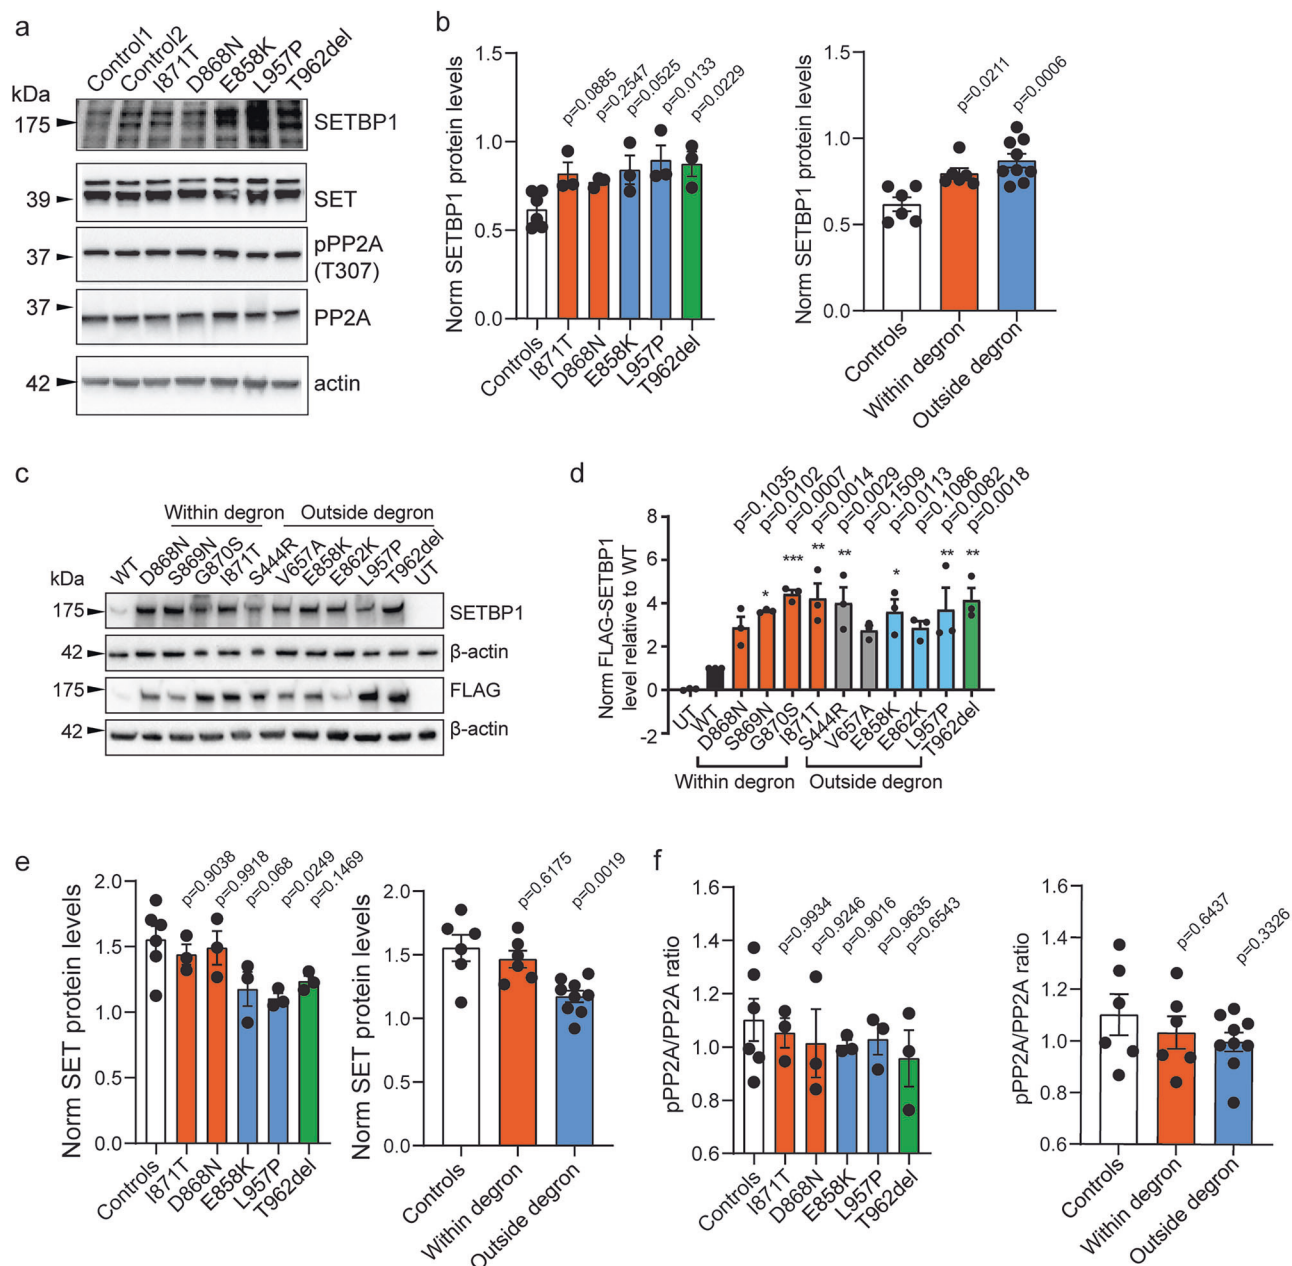 a
Control1
Control2
I871T
D868N
E858K
L957P
T962del
kDa
175
SETBP1
39
SET
37
pPP2A
(T307)
37
PP2A
42
actin
b
Norm SETBP1 protein levels
1.5
1.0
0.5
0.0
p=0.0885
p=0.2547
p=0.0525
p=0.0133
p=0.0229
Controls
I871T
D868N
E858K
L957P
T962del
Norm SETBP1 protein levels
1.5
1.0
0.5
0.0
p=0.0211
p=0.0006
Controls
Within degron
Outside degron
c
Within degron
Outside degron
WT
D868N
S869N
G870S
I871T
S444R
V657A
E858K
E862K
L957P
T962del
UT
kDa
175
SETBP1
42
β-actin
175
FLAG
42
β-actin
d
Norm FLAG-SETBP1
level relative to WT
8
6
4
2
0
-2
p=0.1035
p=0.0102
p=0.0007
p=0.0014
p=0.0029
p=0.1509
p=0.0113
p=0.1086
p=0.0082
p=0.0018
*
***
**
**
*
**
**
UT
WT
D868N
S869N
G870S
I871T
S444R
V657A
E858K
E862K
L957P
T962del
Within degron
Outside degron
e
Norm SET protein levels
2.0
1.5
1.0
0.5
0.0
p=0.9038
p=0.9918
p=0.068
p=0.0249
p=0.1469
Controls
I871T
D868N
E858K
L957P
T962del
Norm SET protein levels
2.0
1.5
1.0
1.5
0.0
p=0.6175
p=0.0019
Controls
Within degron
Outside degron
f
pPP2A/PP2A ratio
1.6
1.4
1.2
1.0
1.8
0.6
p=0.9934
p=0.9246
p=0.9016
p=0.9635
p=0.6543
Controls
I871T
D868N
E858K
L957P
T962del
pPP2A/PP2A ratio
1.6
1.4
1.2
1.0
1.8
0.6
p=0.6437
p=0.3326
Controls
Within degron
Outside degron